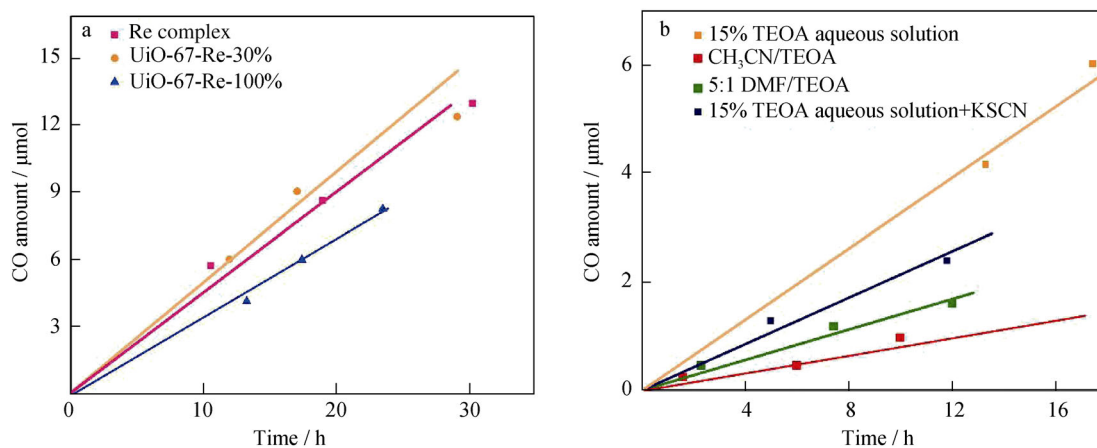 a
Re complex
UiO-67-Re-30%
UiO-67-Re-100%
15
12
9
6
3
0
10
20
30
CO amount / μmol
Time / h
b
15% TEOA aqueous solution
CH₃CN/TEOA
5:1 DMF/TEOA
15% TEOA aqueous solution+KSCN
6
4
2
0
4
8
12
16
CO amount / μmol
Time / h